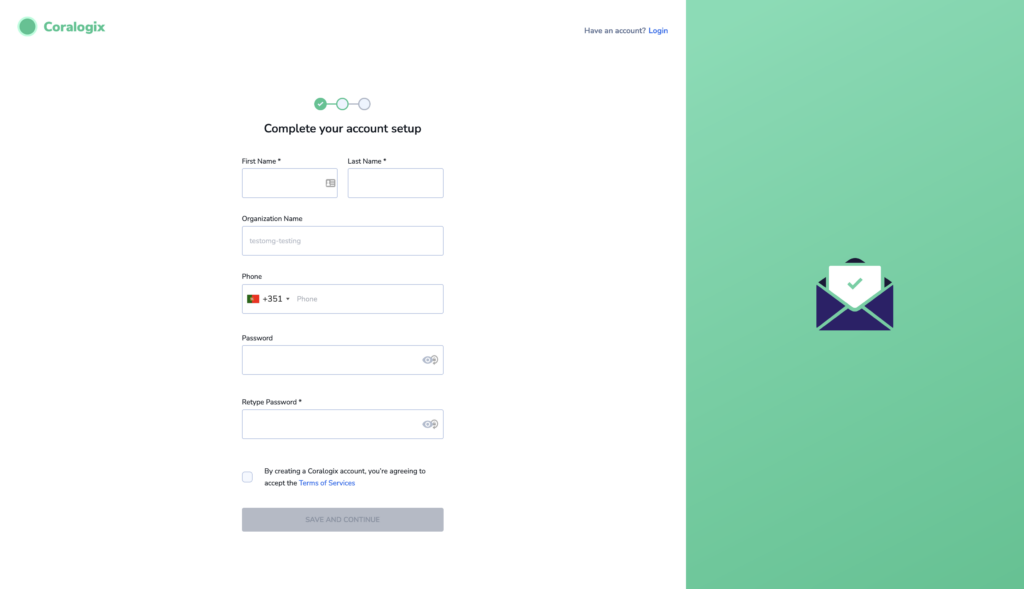 Coralogix
Have an account? Login
Complete your account setup
First Name * Last Name *
Organization Name
testomg-testing
Phone
+351 Phone
Password
Retype Password *
By creating a Coralogix account, you're agreeing to
accept the Terms of Services
SAVE AND CONTINUE